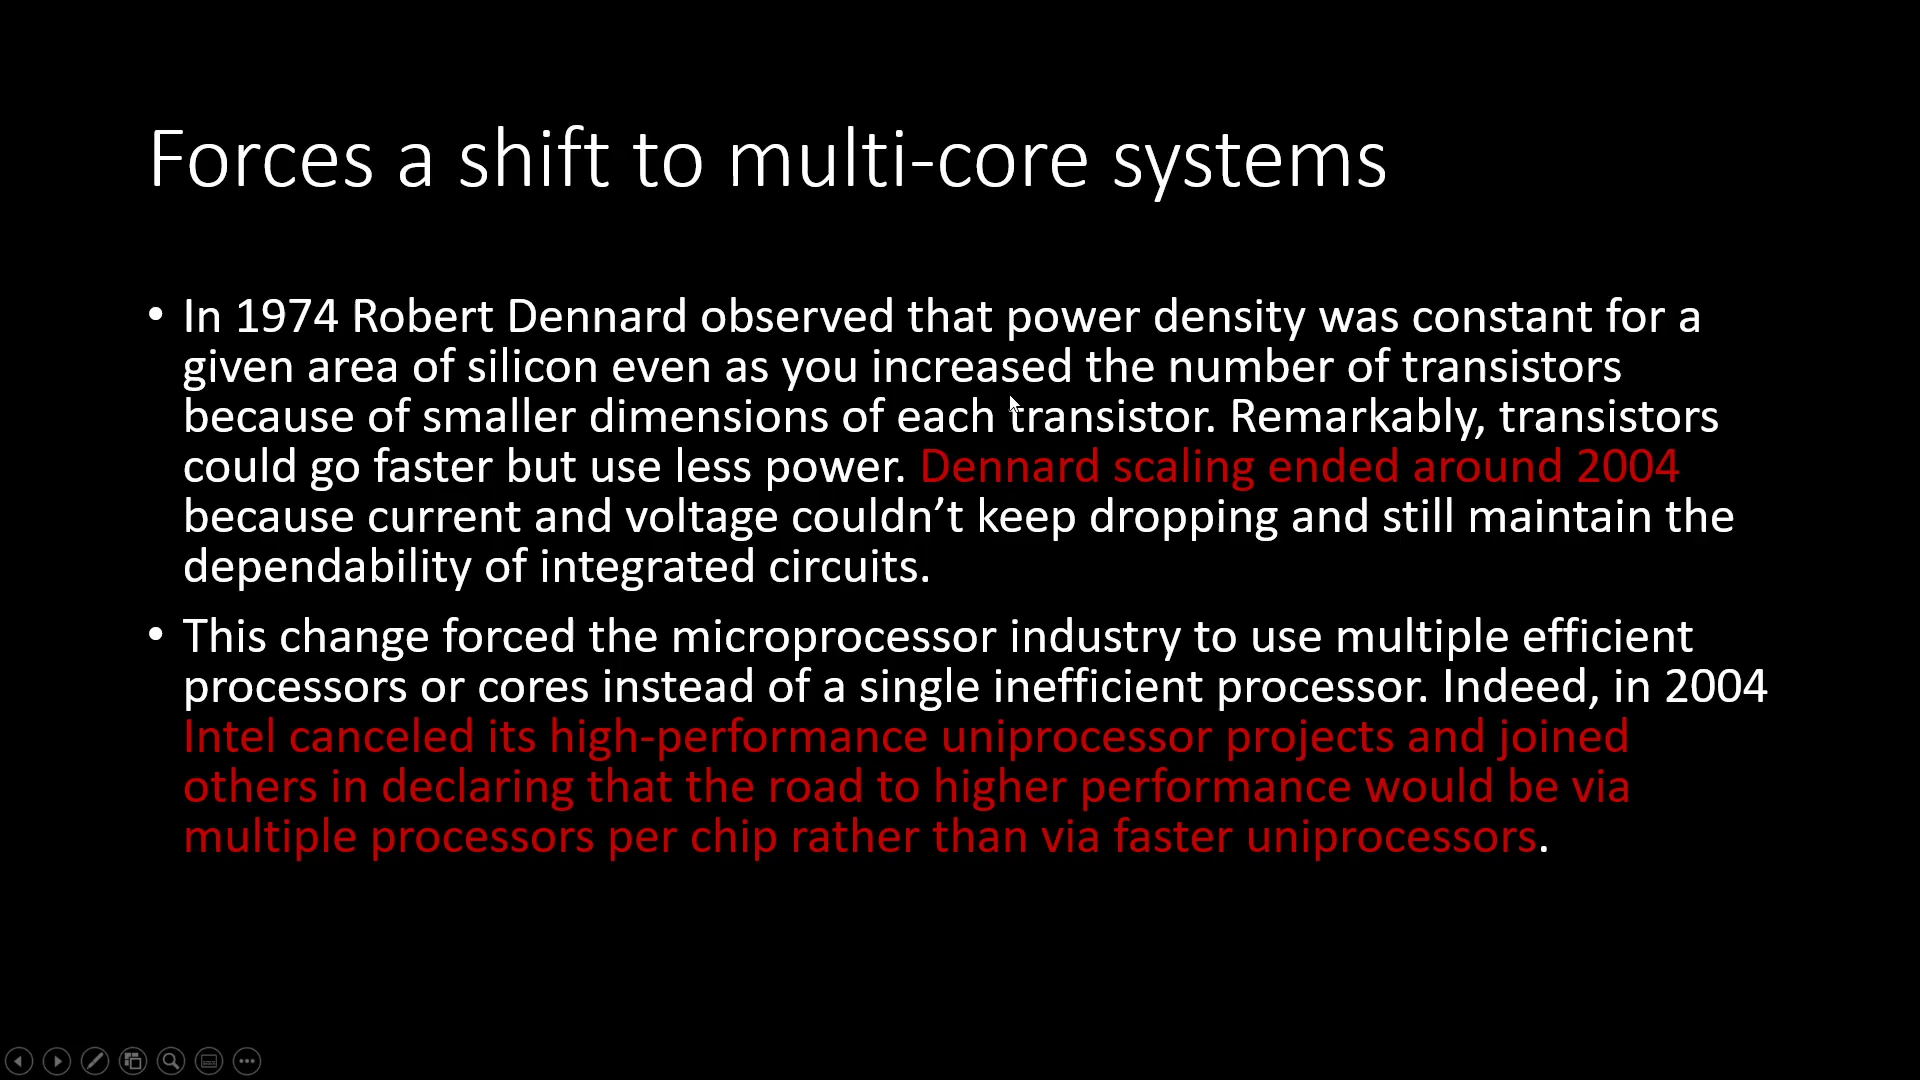 Forces a shift to multi-core systems
• In 1974 Robert Dennard observed that power density was constant for a
given area of silicon even as you increased the number of transistors
because of smaller dimensions of each transistor. Remarkably, transistors
could go faster but use less power. Dennard scaling ended around 2004
because current and voltage couldn’t keep dropping and still maintain the
dependability of integrated circuits.
• This change forced the microprocessor industry to use multiple efficient
processors or cores instead of a single inefficient processor. Indeed, in 2004
Intel canceled its high-performance uniprocessor projects and joined
others in declaring that the road to higher performance would be via
multiple processors per chip rather than via faster uniprocessors.